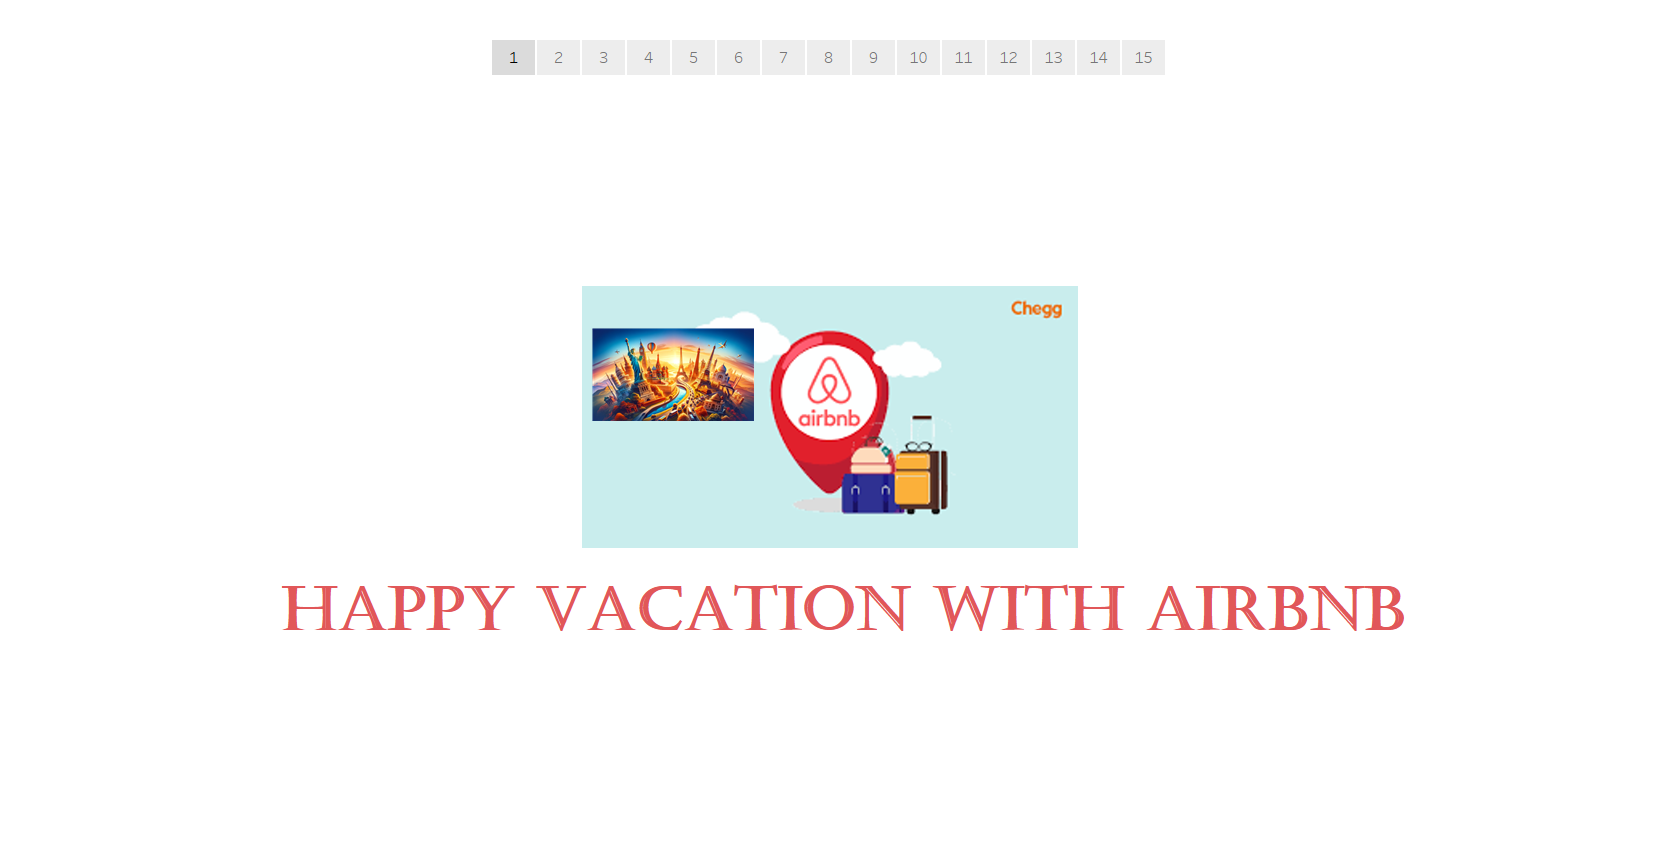 1 2 3 4 5 6 7 8 9 10 11 12 13 14 15
Chegg
airbnb
HAPPY VACATION WITH AIRBNB